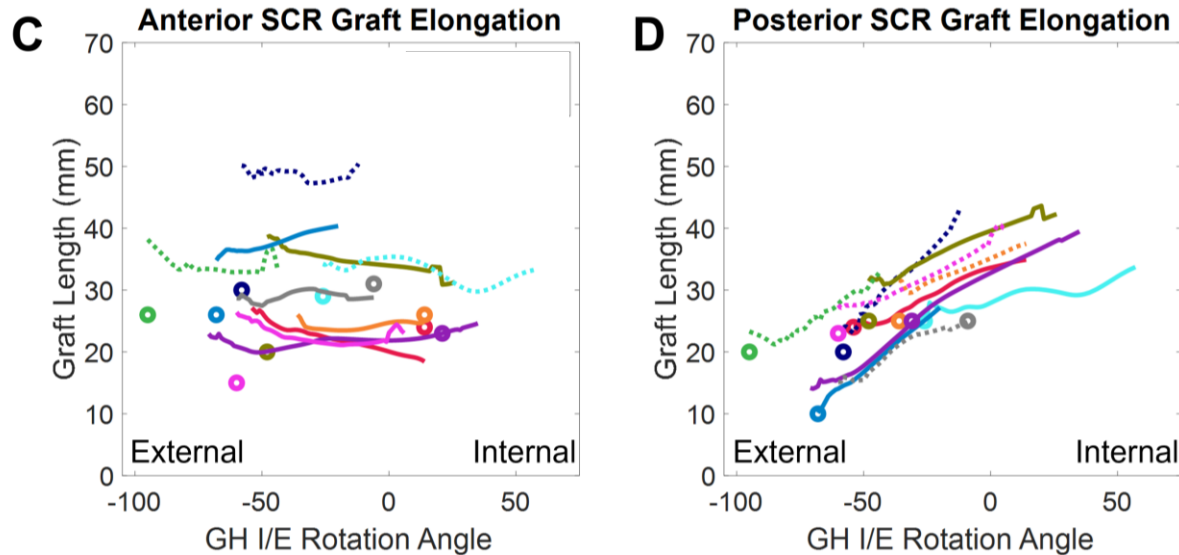 C
Anterior SCR Graft Elongation
70
60
50
40
30
20
10
0
Graft Length (mm)
External
Internal
-100
-50
0
50
GH I/E Rotation Angle
D
Posterior SCR Graft Elongation
70
60
50
40
30
20
10
0
Graft Length (mm)
External
Internal
-100
-50
0
50
GH I/E Rotation Angle